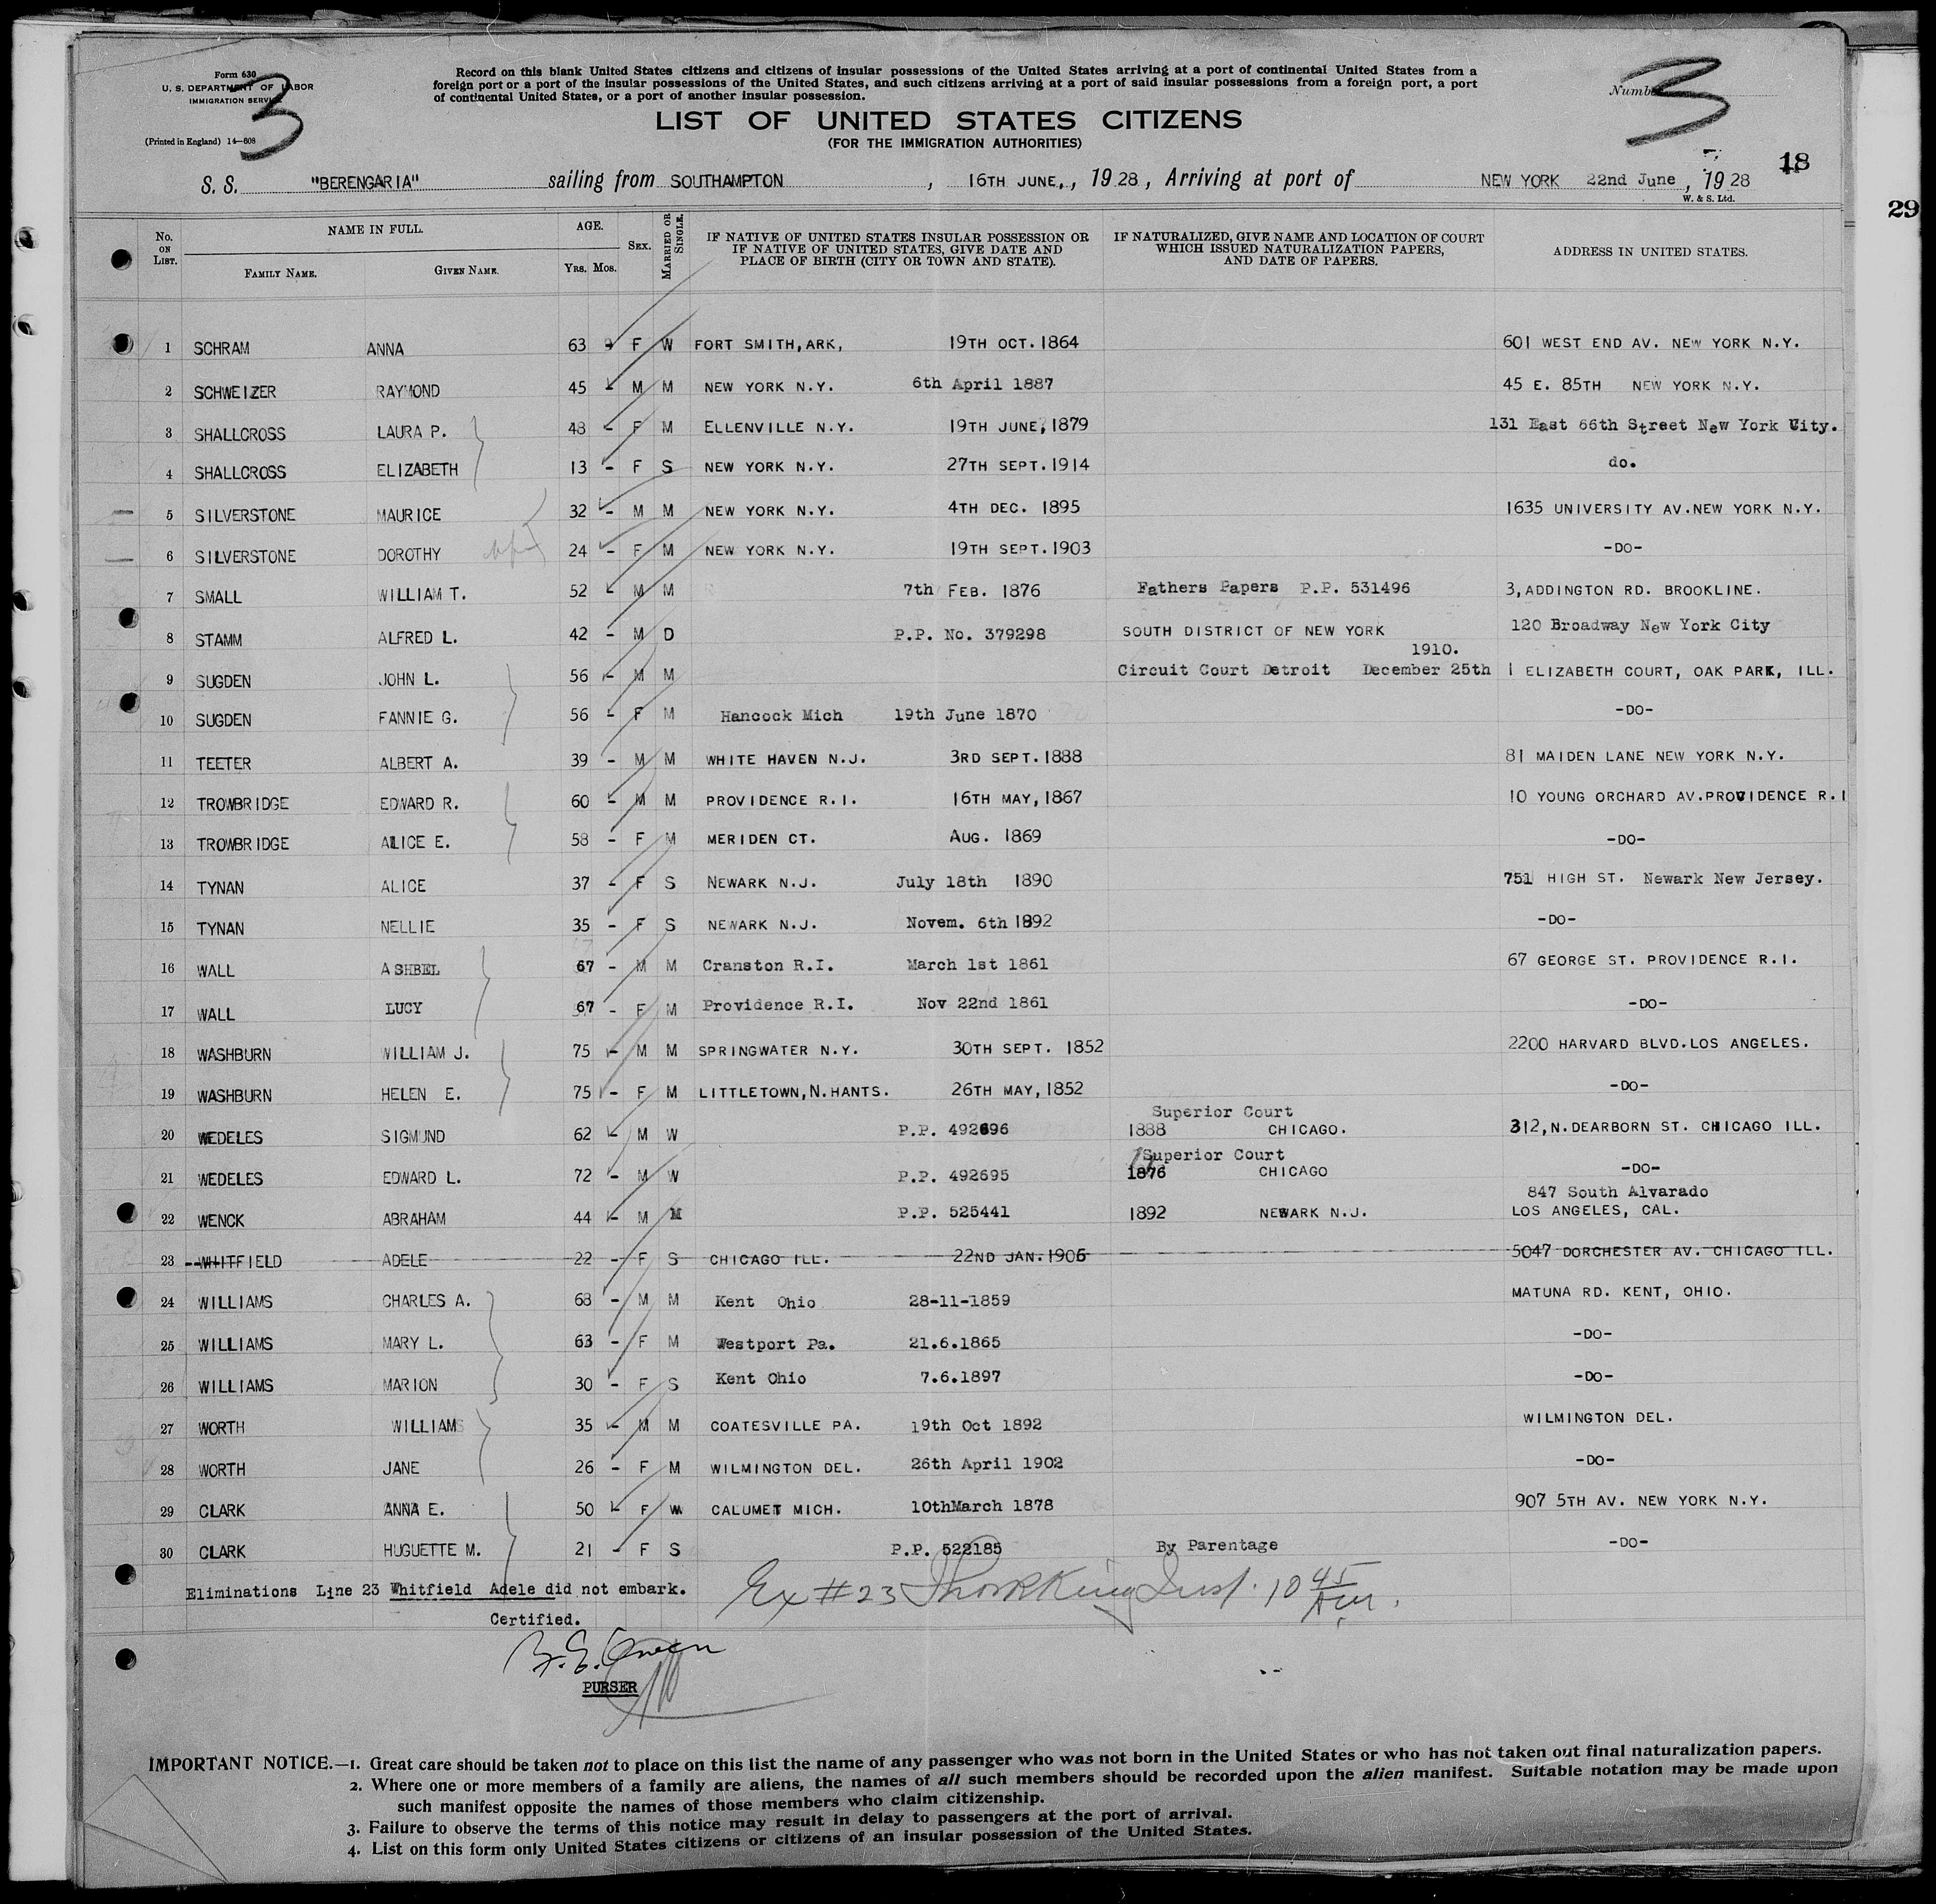 Form 630
U. S. DEPARTMENT OF LABOR
IMMIGRATION SERVICE
(Printed in England) 14—608
3
Record on this blank United States citizens and citizens of insular possessions of the United States arriving at a port of continental United States from a
foreign port or a port of the insular possessions of the United States, and such citizens arriving at a port of said insular possessions from a foreign port, a port
of continental United States, or a port of another insular possession.
Number 3
LIST OF UNITED STATES CITIZENS
(FOR THE IMMIGRATION AUTHORITIES)
18
S. S. "BERENGARIA" sailing from SOUTHAMPTON, 16TH JUNE,, 1928, Arriving at port of NEW YORK 22nd June, 1928
W. & S. Ltd.
29
No. ON LIST. NAME IN FULL. FAMILY NAME. GIVEN NAME. AGE. YRS. MOS. SEX. MARRIED OR SINGLE. IF NATIVE OF UNITED STATES INSULAR POSSESSION OR IF NATIVE OF UNITED STATES, GIVE DATE AND PLACE OF BIRTH (CITY OR TOWN AND STATE). IF NATURALIZED, GIVE NAME AND LOCATION OF COURT WHICH ISSUED NATURALIZATION PAPERS, AND DATE OF PAPERS. ADDRESS IN UNITED STATES.
1 SCHRAM ANNA 63 F W FORT SMITH,ARK, 19TH OCT.1864 601 WEST END AV. NEW YORK N.Y.
2 SCHWEIZER RAYMOND 45 - M M NEW YORK N.Y. 6th April 1887 45 E. 85TH NEW YORK N.Y.
3 SHALLCROSS LAURA P. 48 - F M ELLENVILLE N.Y. 19TH JUNE,1879 131 East 66th Street New York City.
4 SHALLCROSS ELIZABETH 13 - F S NEW YORK N.Y. 27TH SEPT.1914 do.
5 SILVERSTONE MAURICE 32 - M M NEW YORK N.Y. 4TH DEC. 1895 1635 UNIVERSITY AV.NEW YORK N.Y.
6 SILVERSTONE DOROTHY 24 - F M NEW YORK N.Y. 19TH SEPT.1903 -DO-
7 SMALL WILLIAM T. 52 - M M 7th FEB. 1876 Fathers Papers P.P. 531496 3,ADDINGTON RD. BROOKLINE.
8 STAMM ALFRED L. 42 - M D P.P. No. 379298 SOUTH DISTRICT OF NEW YORK 120 Broadway New York City
1910.
9 SUGDEN JOHN L. 56 - M M Circuit Court Detroit December 25th 1 ELIZABETH COURT, OAK PARK, ILL.
10 SUGDEN FANNIE G. 56 - F M Hancock Mich 19th June 1870 -DO-
11 TEETER ALBERT A. 39 - M M WHITE HAVEN N.J. 3RD SEPT.1888 81 MAIDEN LANE NEW YORK N.Y.
12 TROWBRIDGE EDWARD R. 60 - M M PROVIDENCE R.I. 16TH MAY,1867 10 YOUNG ORCHARD AV.PROVIDENCE R.I
13 TROWBRIDGE ALICE E. 58 - F M MERIDEN CT. AUG. 1869 -DO-
14 TYNAN ALICE 37 - F S NEWARK N.J. July 18th 1890 751 HIGH ST. Newark New Jersey.
15 TYNAN NELLIE 35 - F S NEWARK N.J. Novem. 6th 1892 -DO-
16 WALL ASHBEL 67 - M M Cranston R.I. March 1st 1861 67 GEORGE ST. PROVIDENCE R.I.
17 WALL LUCY 67 - F M Providence R.I. Nov 22nd 1861 -DO-
18 WASHBURN WILLIAM J. 75 - M M SPRINGWATER N.Y. 30TH SEPT. 1852 2200 HARVARD BLVD.LOS ANGELES.
19 WASHBURN HELEN E. 75 - F M LITTLETOWN,N.HANTS. 26TH MAY,1852 -DO-
Superior Court
20 WEDELES SIGMUND 62 - M W P.P. 492696 1888 CHICAGO. 312,N.DEARBORN ST. CHICAGO ILL.
Superior Court
21 WEDELES EDWARD L. 72 - M W P.P. 492695 1876 CHICAGO -DO-
847 South Alvarado
22 WENCK ABRAHAM 44 - M M P.P. 525441 1892 NEWARK N.J. LOS ANGELES, CAL.
23 WHITFIELD ADELE 22 - F S CHICAGO ILL. 22ND JAN.1906 5047 DORCHESTER AV. CHICAGO ILL.
24 WILLIAMS CHARLES A. 68 - M M Kent Ohio 28-11-1859 MATUNA RD. KENT, OHIO.
25 WILLIAMS MARY L. 63 - F M Westport Pa. 21.6.1865 -DO-
26 WILLIAMS MARION 30 - F S Kent Ohio 7.6.1897 -DO-
27 WORTH WILLIAMS 35 - M M COATESVILLE PA. 19th Oct 1892 WILMINGTON DEL.
28 WORTH JANE 26 - F M WILMINGTON DEL. 26th April 1902 -DO-
29 CLARK ANNA E. 50 - F W CALUMET MICH. 10thMarch 1878 907 5TH AV. NEW YORK N.Y.
30 CLARK HUGUETTE M. 21 - F S P.P. 522185 By Parentage -DO-
Eliminations Line 23 Whitfield Adele did not embark.
Ex #23 King Insp. 10 45 AM.
Certified.
PURSER
IMPORTANT NOTICE.—1. Great care should be taken not to place on this list the name of any passenger who was not born in the United States or who has not taken out final naturalization papers.
2. Where one or more members of a family are aliens, the names of all such members should be recorded upon the alien manifest. Suitable notation may be made upon
such manifest opposite the names of those members who claim citizenship.
3. Failure to observe the terms of this notice may result in delay to passengers at the port of arrival.
4. List on this form only United States citizens or citizens of an insular possession of the United States.